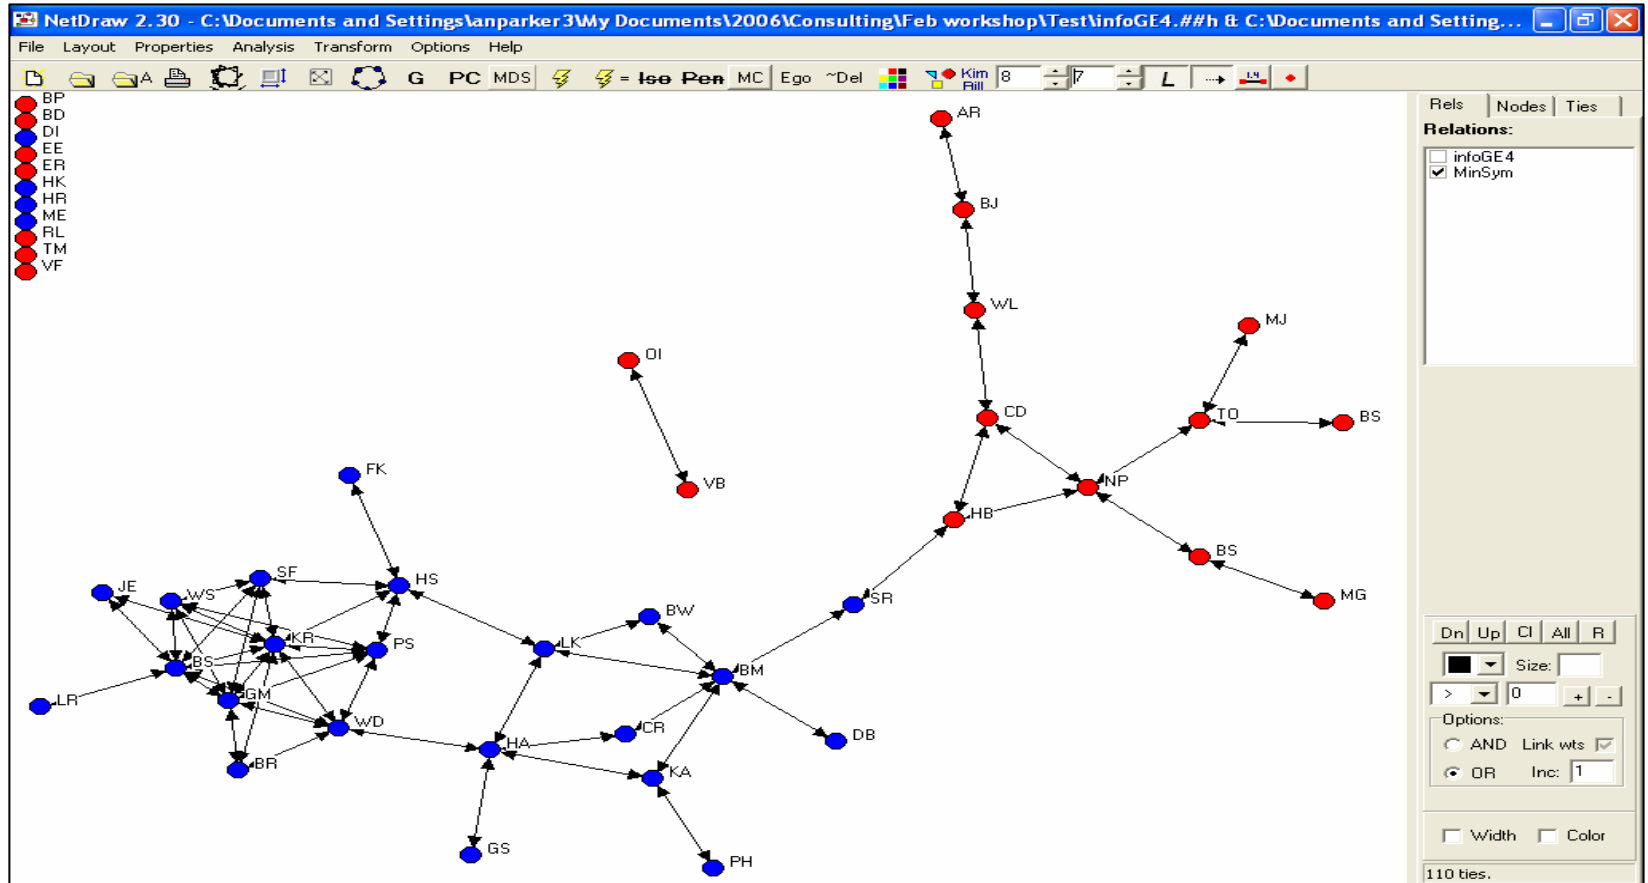 NetDraw 2.30 - C:\Documents and Settings\anparker3\My Documents\2006\Consulting\Feb workshop\Test\infoGE4.##h & C:\Documents and Setting...
File Layout Properties Analysis Transform Options Help
A G PC MDS = Iso Pen MC Ego ~Del Kim Bill 8 7 L 1.4
BP
BD
DI
EE
ER
HK
HR
ME
RL
TM
VF
AR
BJ
WL
MJ
OI
CD
TO
BS
FK
VB
NP
HB
BS
SF
HS
JE
WS
BW
SR
MG
KR
PS
LK
BS
BM
LR
GM
WD
CR
DB
HA
BR
KA
GS
PH
Rels Nodes Ties
Relations:
infoGE4
MinSym
Dn Up Cl All R
Size:
> 0 + -
Options:
AND Link wts
OR Inc: 1
Width Color
110 ties.